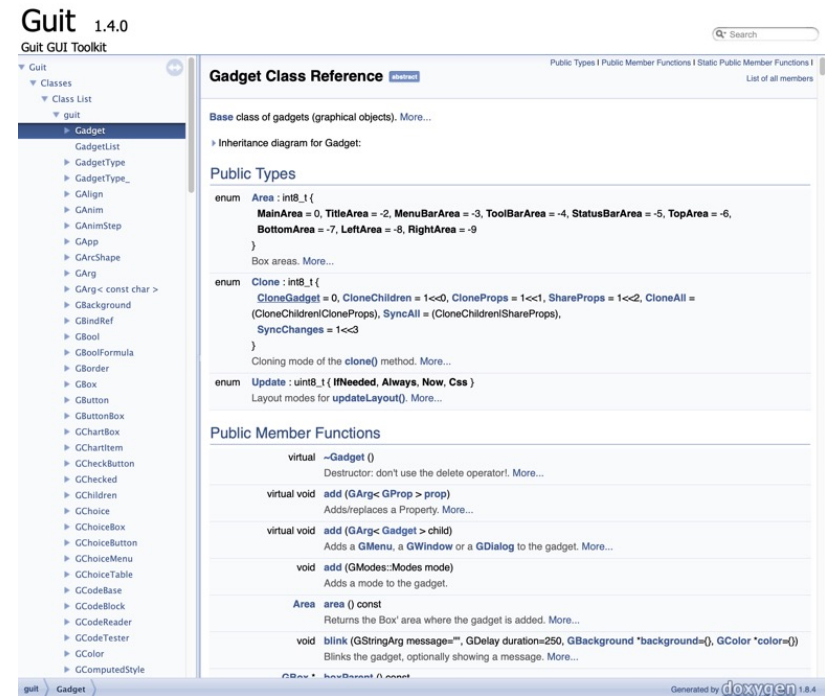 Guit 1.4.0
Guit GUI Toolkit
Search
Guit
Classes
Class List
guit
Gadget
GadgetList
GadgetType
GadgetType_
GAlign
GAnim
GAnimStep
GApp
GArcShape
GArg
GArg< const char >
GBackground
GBindRef
GBool
GBoolFormula
GBorder
GBox
GButton
GButtonBox
GChartBox
GChartItem
GCheckButton
GChecked
GChildren
GChoice
GChoiceBox
GChoiceButton
GChoiceMenu
GChoiceTable
GCodeBase
GCodeBlock
GCodeReader
GCodeTester
GColor
GComputedStyle
Public Types | Public Member Functions | Static Public Member Functions |
List of all members
Gadget Class Reference abstract
Base class of gadgets (graphical objects). More...
Inheritance diagram for Gadget:
Public Types
enum Area : int8_t {
MainArea = 0, TitleArea = -2, MenuBarArea = -3, ToolBarArea = -4, StatusBarArea = -5, TopArea = -6,
BottomArea = -7, LeftArea = -8, RightArea = -9
}
Box areas. More...
enum Clone : int8_t {
CloneGadget = 0, CloneChildren = 1<<0, CloneProps = 1<<1, ShareProps = 1<<2, CloneAll =
(CloneChildren|CloneProps), SyncAll = (CloneChildren|ShareProps),
SyncChanges = 1<<3
}
Cloning mode of the clone() method. More...
enum Update : uint8_t { IfNeeded, Always, Now, Css }
Layout modes for updateLayout(). More...
Public Member Functions
virtual ~Gadget ()
Destructor: don't use the delete operator!. More...
virtual void add (GArg< GProp > prop)
Adds/replaces a Property. More...
virtual void add (GArg< Gadget > child)
Adds a GMenu, a GWindow or a GDialog to the gadget. More...
void add (GModes::Modes mode)
Adds a mode to the gadget.
Area area () const
Returns the Box' area where the gadget is added. More...
void blink (GStringArg message="", GDelay duration=250, GBackground *background={}, GColor *color={})
Blinks the gadget, optionally showing a message. More...
GBox * boxParent () const
guit Gadget
Generated by doxygen 1.8.4